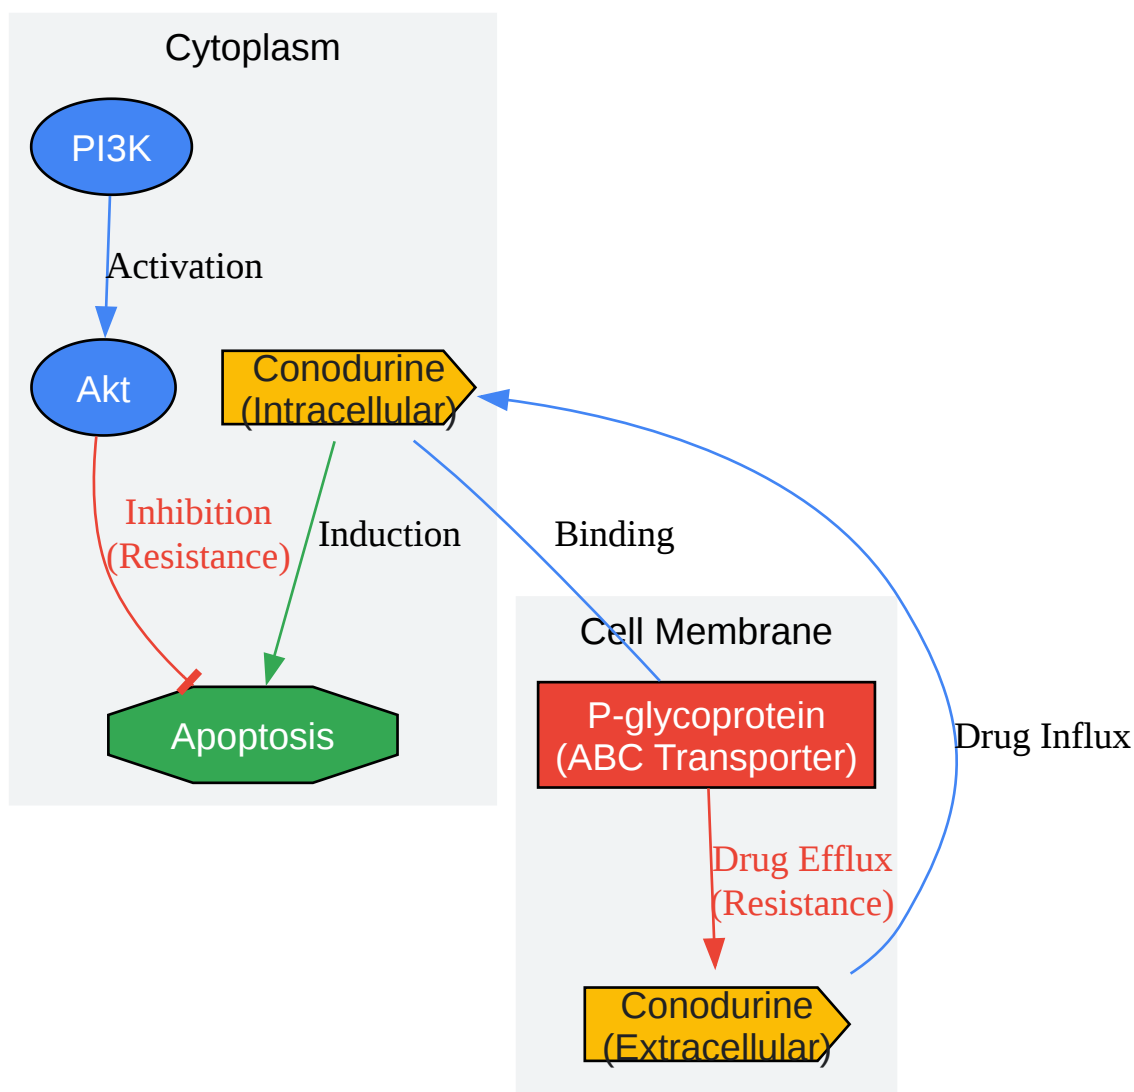 Cytoplasm
PI3K
Activation
Akt
Conodurine
(Intracellular)
Inhibition
(Resistance)
Induction
Binding
Apoptosis
Cell Membrane
P-glycoprotein
(ABC Transporter)
Drug Influx
Drug Efflux
(Resistance)
Conodurine
(Extracellular)